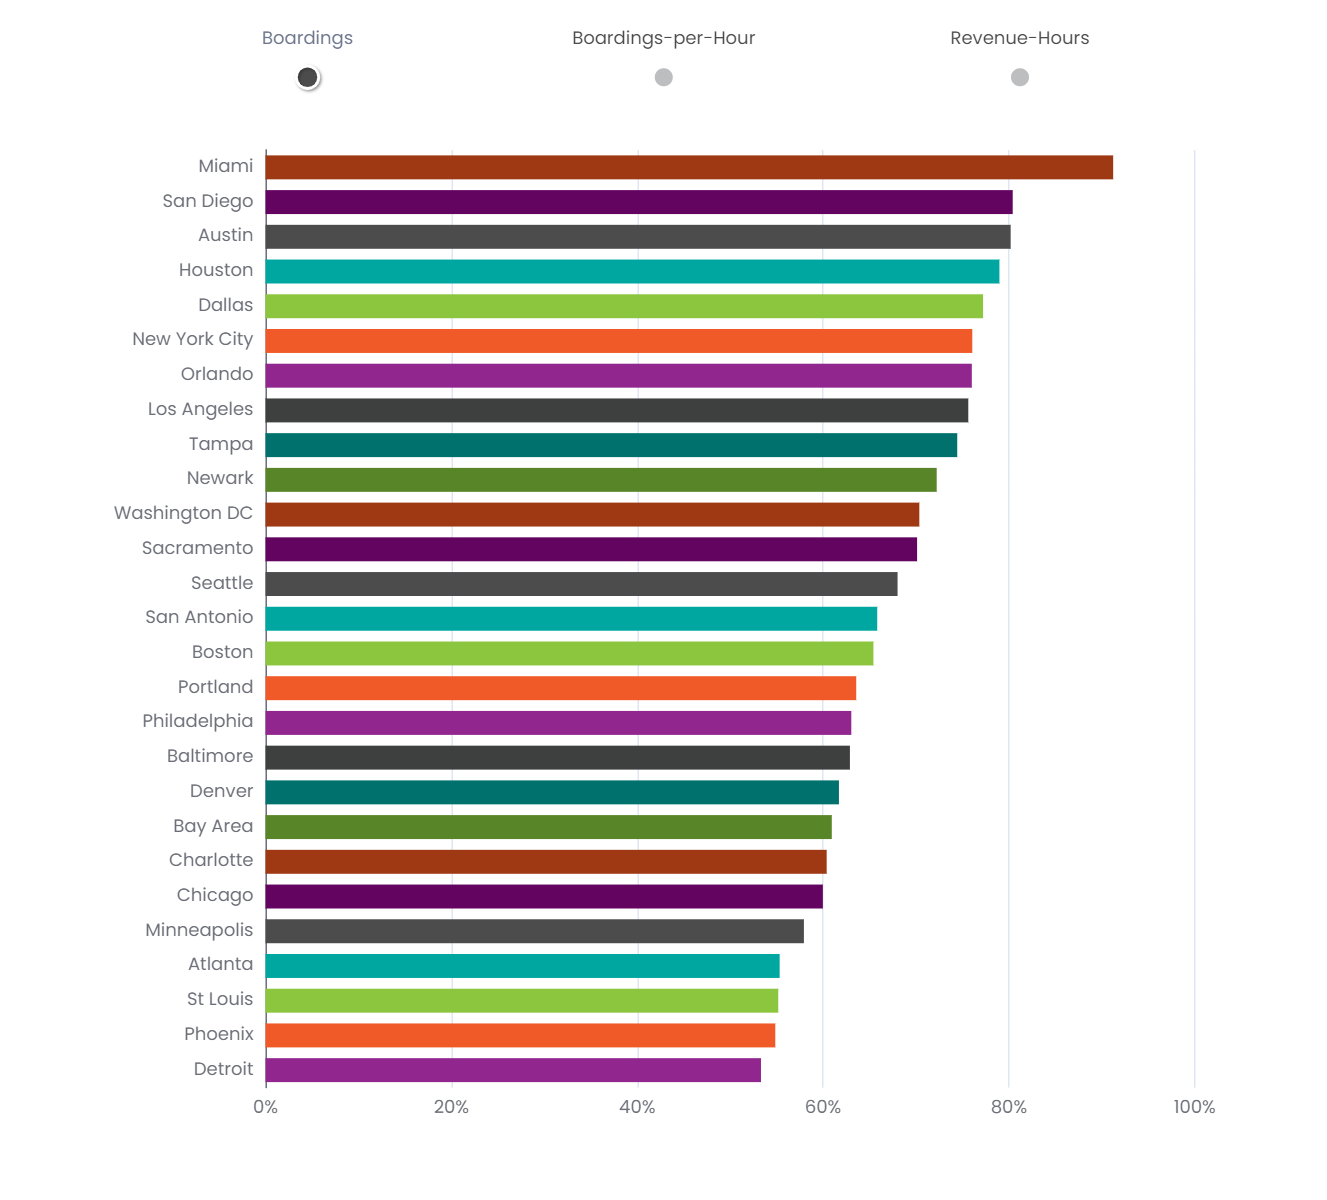 Boardings Boardings-per-Hour Revenue-Hours
Miami
San Diego
Austin
Houston
Dallas
New York City
Orlando
Los Angeles
Tampa
Newark
Washington DC
Sacramento
Seattle
San Antonio
Boston
Portland
Philadelphia
Baltimore
Denver
Bay Area
Charlotte
Chicago
Minneapolis
Atlanta
St Louis
Phoenix
Detroit
0% 20% 40% 60% 80% 100%